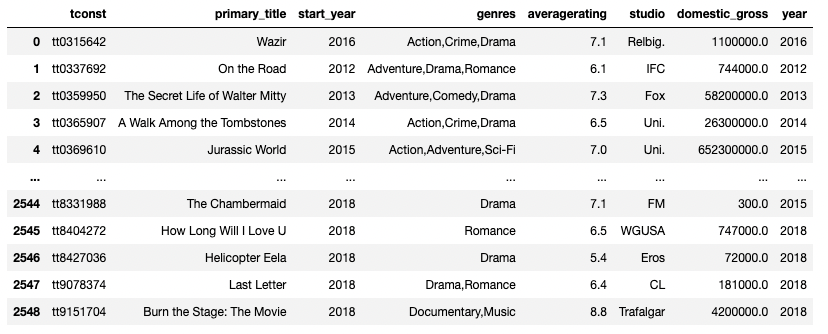 tconst primary_title start_year genres averagerating studio domestic_gross year
0 tt0315642 Wazir 2016 Action,Crime,Drama 7.1 Relbig. 1100000.0 2016
1 tt0337692 On the Road 2012 Adventure,Drama,Romance 6.1 IFC 744000.0 2012
2 tt0359950 The Secret Life of Walter Mitty 2013 Adventure,Comedy,Drama 7.3 Fox 58200000.0 2013
3 tt0365907 A Walk Among the Tombstones 2014 Action,Crime,Drama 6.5 Uni. 26300000.0 2014
4 tt0369610 Jurassic World 2015 Action,Adventure,Sci-Fi 7.0 Uni. 652300000.0 2015
... ... ... ... ... ... ... ... ...
2544 tt8331988 The Chambermaid 2018 Drama 7.1 FM 300.0 2015
2545 tt8404272 How Long Will I Love U 2018 Romance 6.5 WGUSA 747000.0 2018
2546 tt8427036 Helicopter Eela 2018 Drama 5.4 Eros 72000.0 2018
2547 tt9078374 Last Letter 2018 Drama,Romance 6.4 CL 181000.0 2018
2548 tt9151704 Burn the Stage: The Movie 2018 Documentary,Music 8.8 Trafalgar 4200000.0 2018